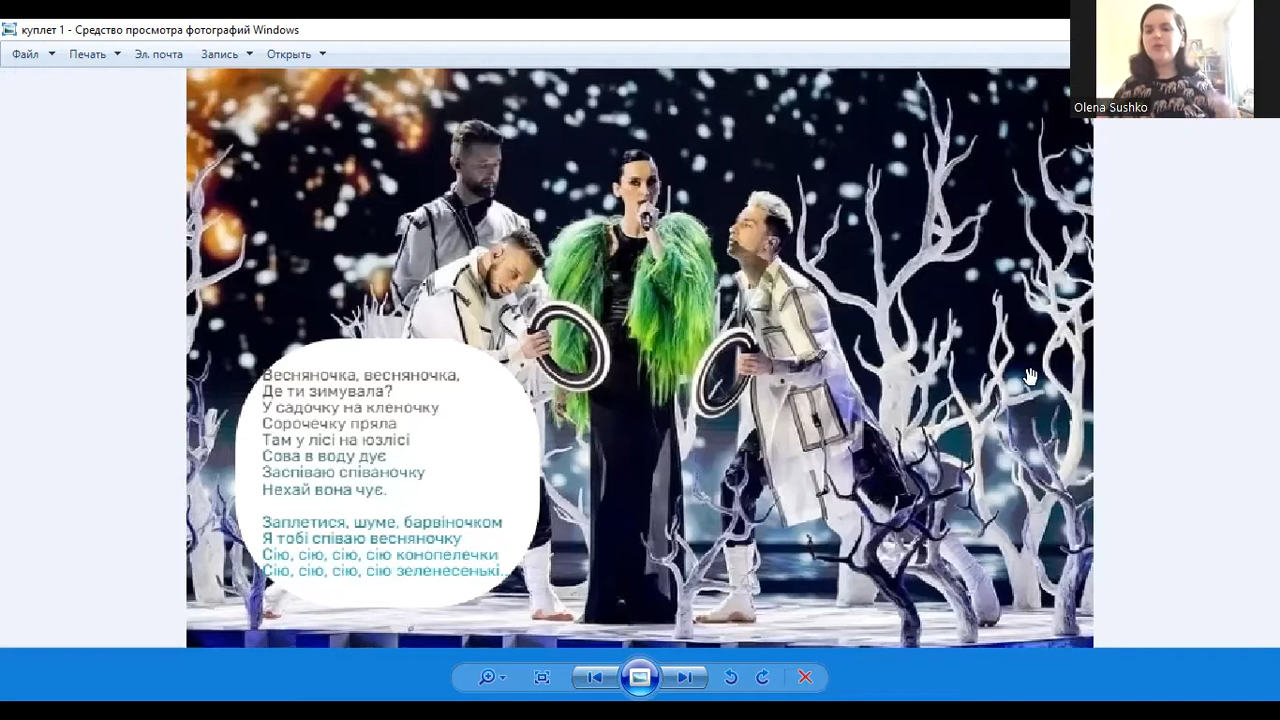 куплет 1 - Средство просмотра фотографий Windows
Файл Печать Эл. почта Запись Открыть
Olena Sushko
Весняночка, весняночка,
Де ти зимувала?
У садочку на кленочку
Сорочечку пряла
Там у лісі на юзлісі
Сова в воду дує
Заспіваю співаночку
Нехай вона чує.
Заплетися, шуме, барвіночком
Я тобі співаю весняночку
Сію, сію, сію, сію конопелечки
Сію, сію, сію, сію зеленесенькі...